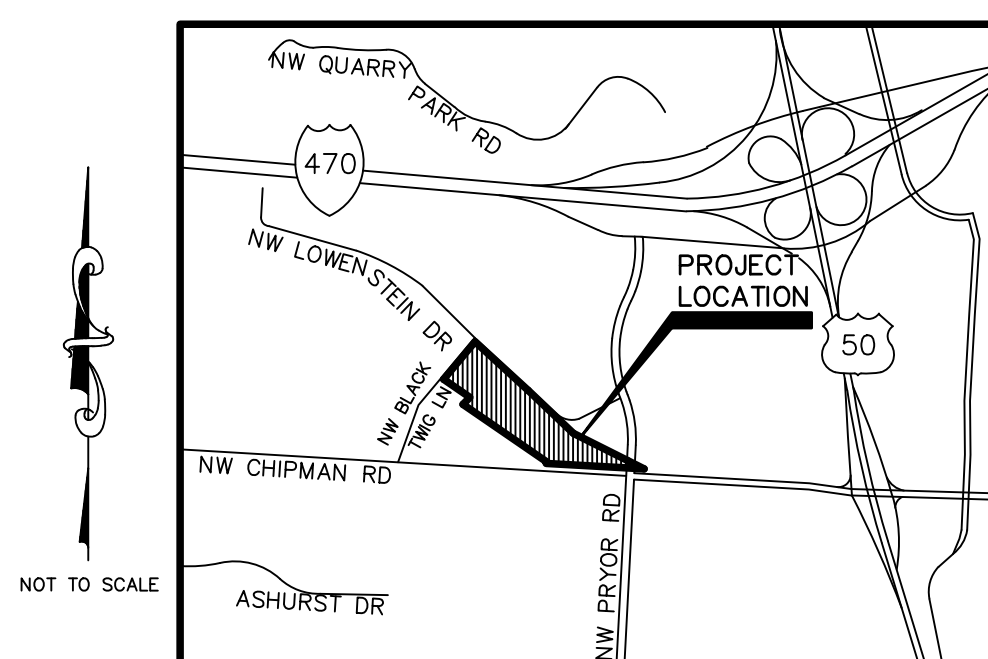 NW QUARRY
PARK RD
470
NW LOWENSTEIN DR
PROJECT
LOCATION
50
NW BLACK
TWIG LN
NW CHIPMAN RD
NW PRYOR RD
NOT TO SCALE
ASHURST DR